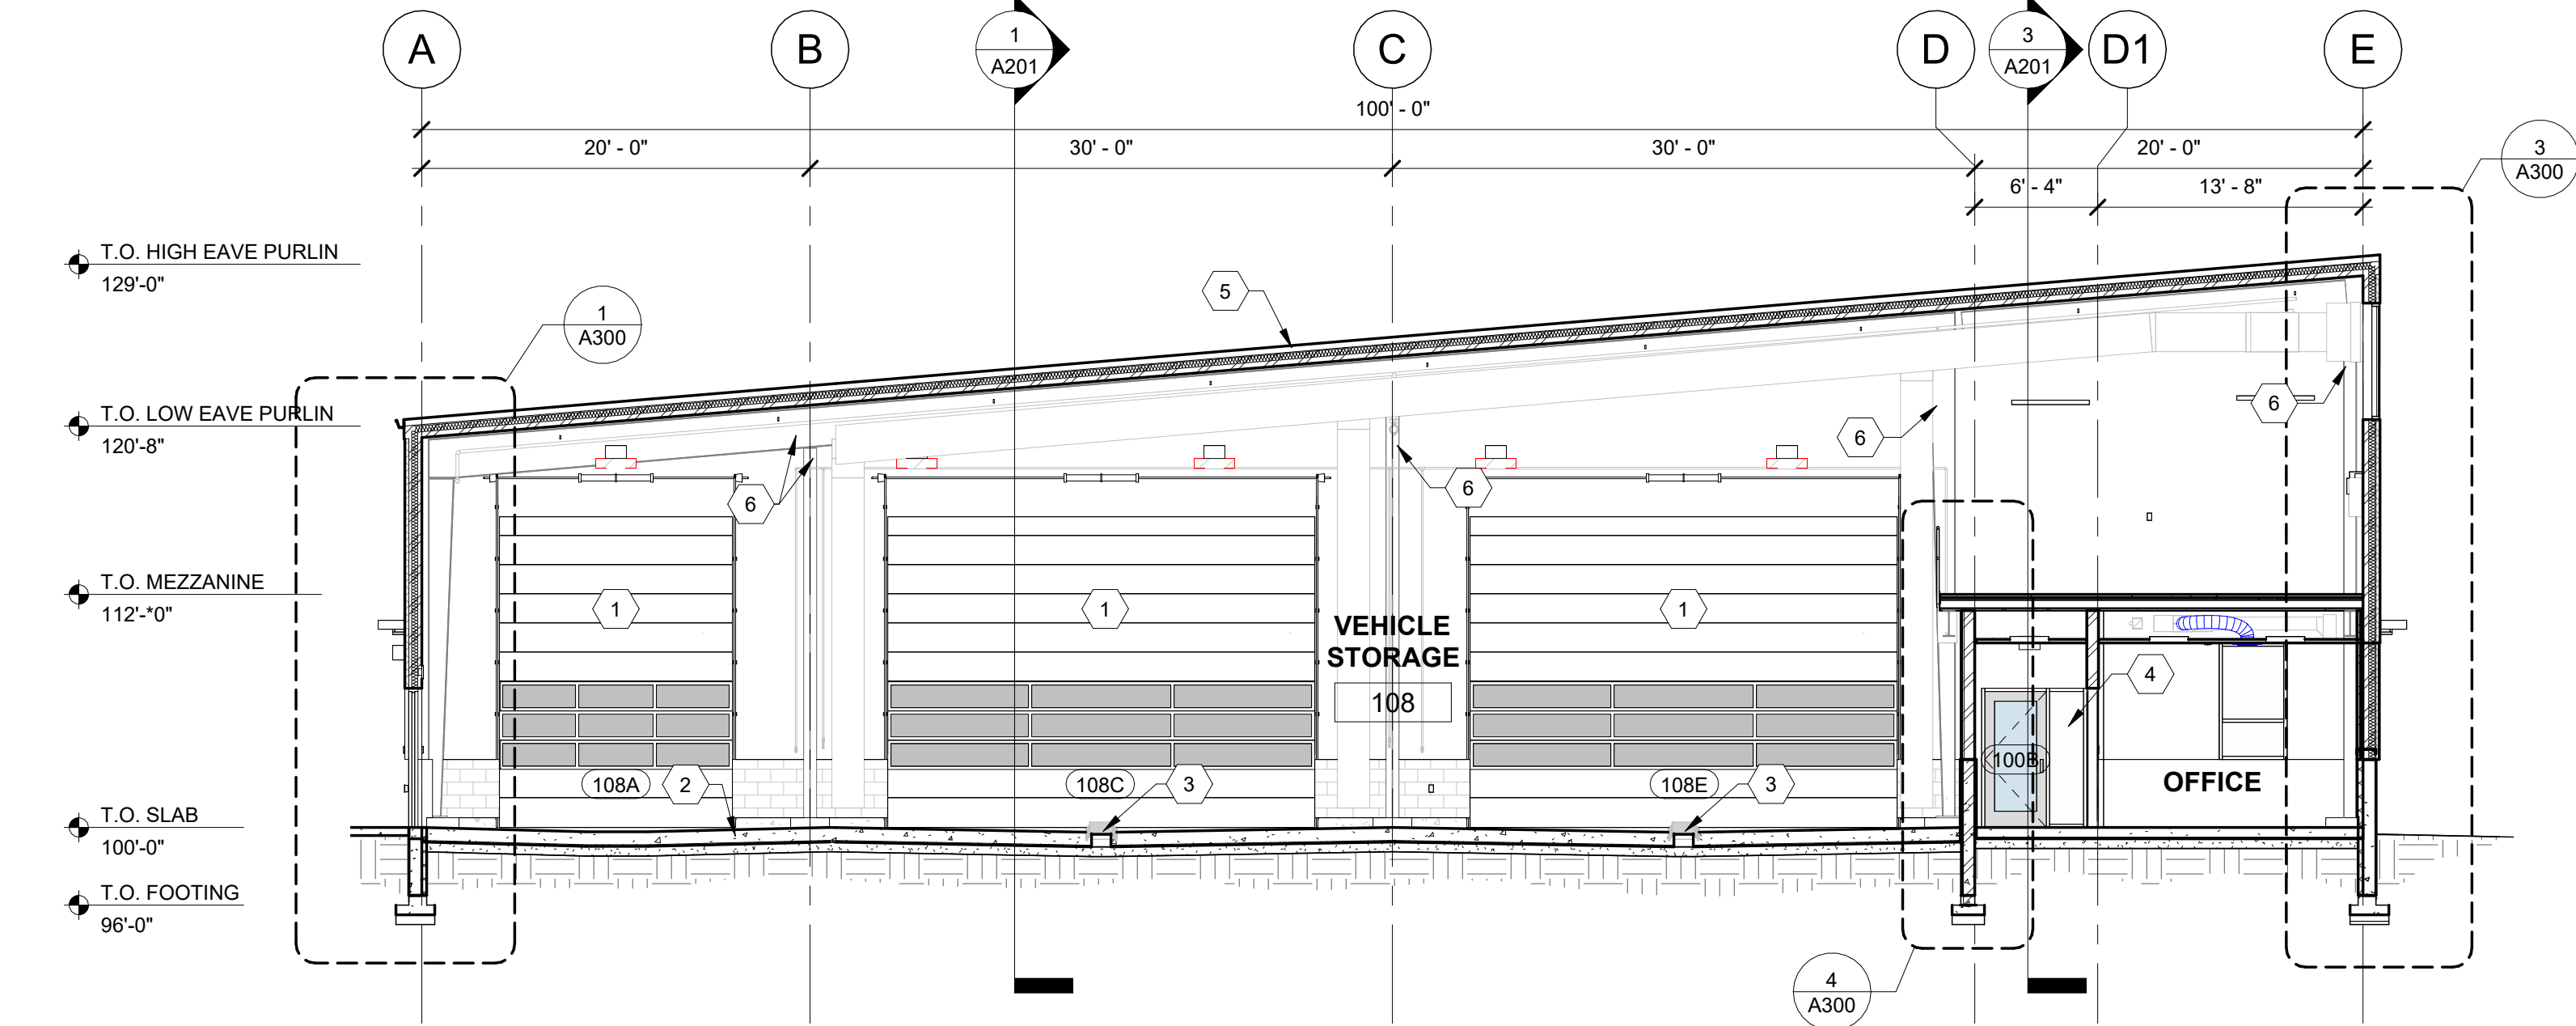 A
B
1
A201
C
D
3
A201
D1
E
100' - 0"
20' - 0"
30' - 0"
30' - 0"
20' - 0"
6' - 4"
13' - 8"
3
A300
T.O. HIGH EAVE PURLIN
129'-0"
5
1
A300
T.O. LOW EAVE PURLIN
120'-8"
6
6
6
6
T.O. MEZZANINE
112'-*0"
1
1
1
VEHICLE
STORAGE
108
4
100B
OFFICE
108A
2
108C
3
108E
3
T.O. SLAB
100'-0"
T.O. FOOTING
96'-0"
4
A300